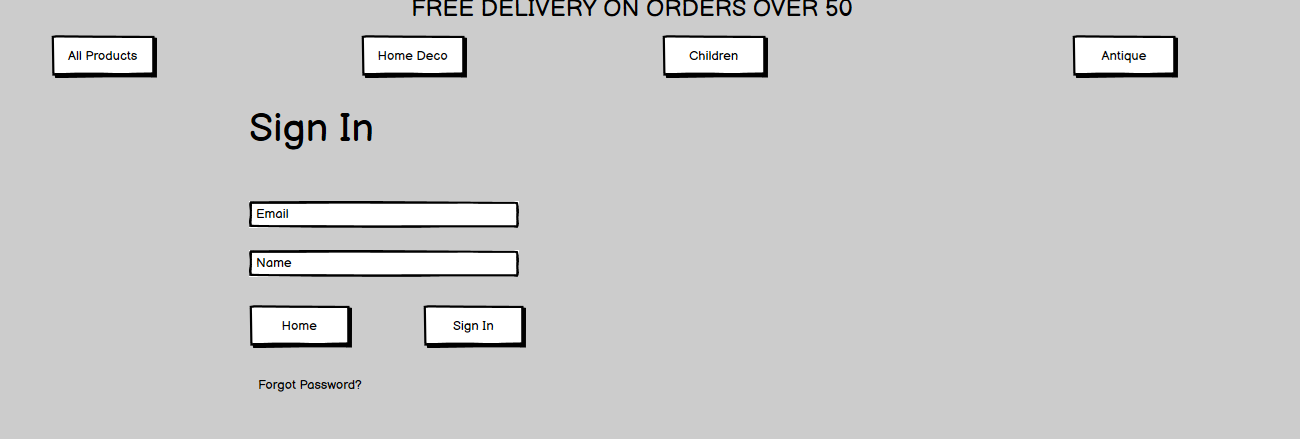 FREE DELIVERY ON ORDERS OVER 50
All Products Home Deco Children Antique
Sign In
Email
Name
Home Sign In
Forgot Password?